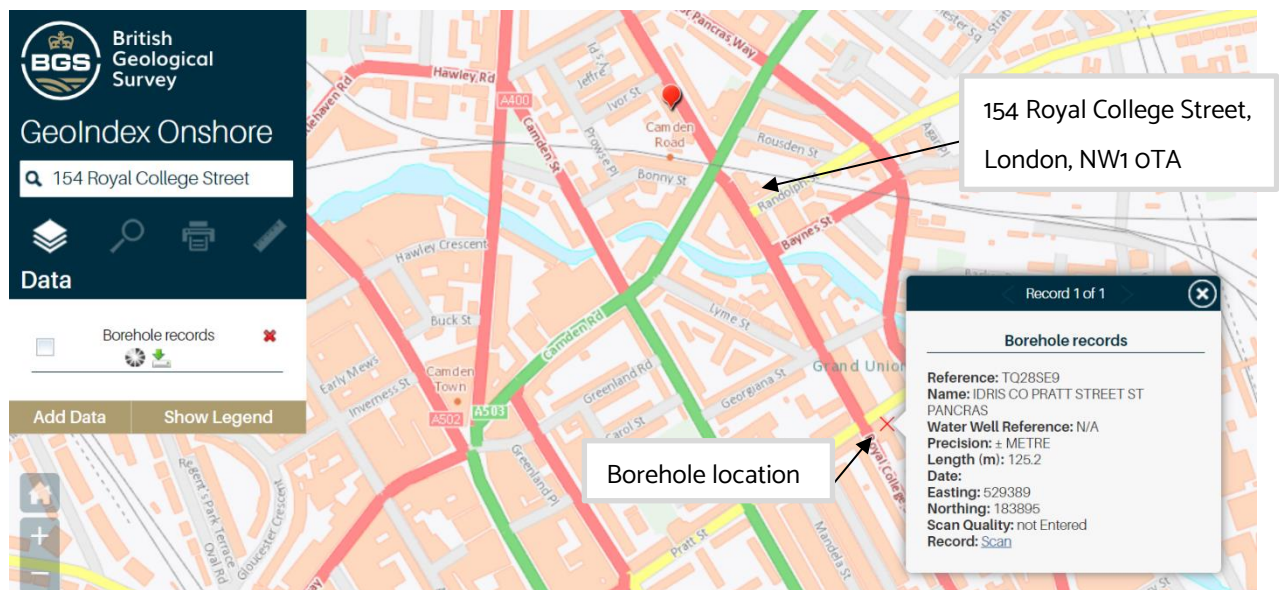 British
Geological
Survey
BGS
GeoIndex Onshore
154 Royal College Street
Data
Borehole records
Add Data
Show Legend
154 Royal College Street,
London, NW1 0TA
Borehole location
Record 1 of 1
Borehole records
Reference: TQ28SE9
Name: IDRIS CO PRATT STREET ST
PANCRAS
Water Well Reference: N/A
Precision: ± METRE
Length (m): 125.2
Date:
Easting: 529389
Northing: 183895
Scan Quality: not Entered
Record: Scan
Hawley Rd
A400
Camden St
Ivor St
Prowse Pl
Camden
Road
Bonny St
Rousden St
Pancras Way
Baynes St
Hawley Crescent
Buck St
Lyme St
Camden Rd
Early Mews
Camden
Town
Inverness St
A502
A503
Greenland Rd
Georgiana St
Carol St
Greenland Pl
Grand Union
Royal College
Regent's Park Terrace
Oval Rd
Gloucester Crescent
Pratt St
Mandela St